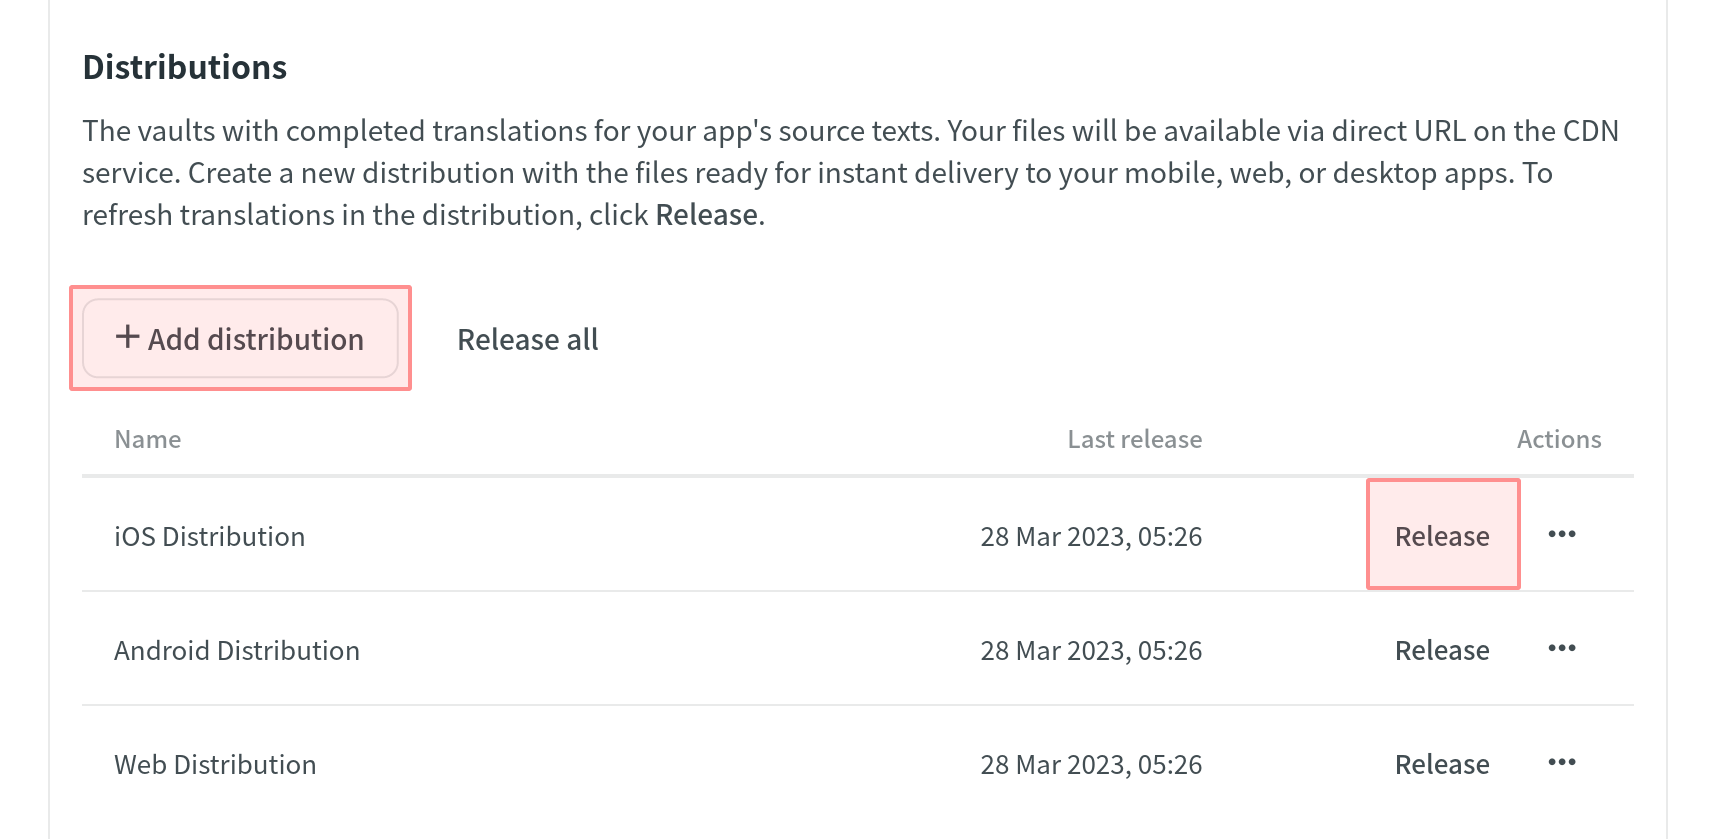 Distributions
The vaults with completed translations for your app's source texts. Your files will be available via direct URL on the CDN
service. Create a new distribution with the files ready for instant delivery to your mobile, web, or desktop apps. To
refresh translations in the distribution, click Release.
+ Add distribution Release all
Name Last release Actions
iOS Distribution 28 Mar 2023, 05:26 Release •••
Android Distribution 28 Mar 2023, 05:26 Release •••
Web Distribution 28 Mar 2023, 05:26 Release •••